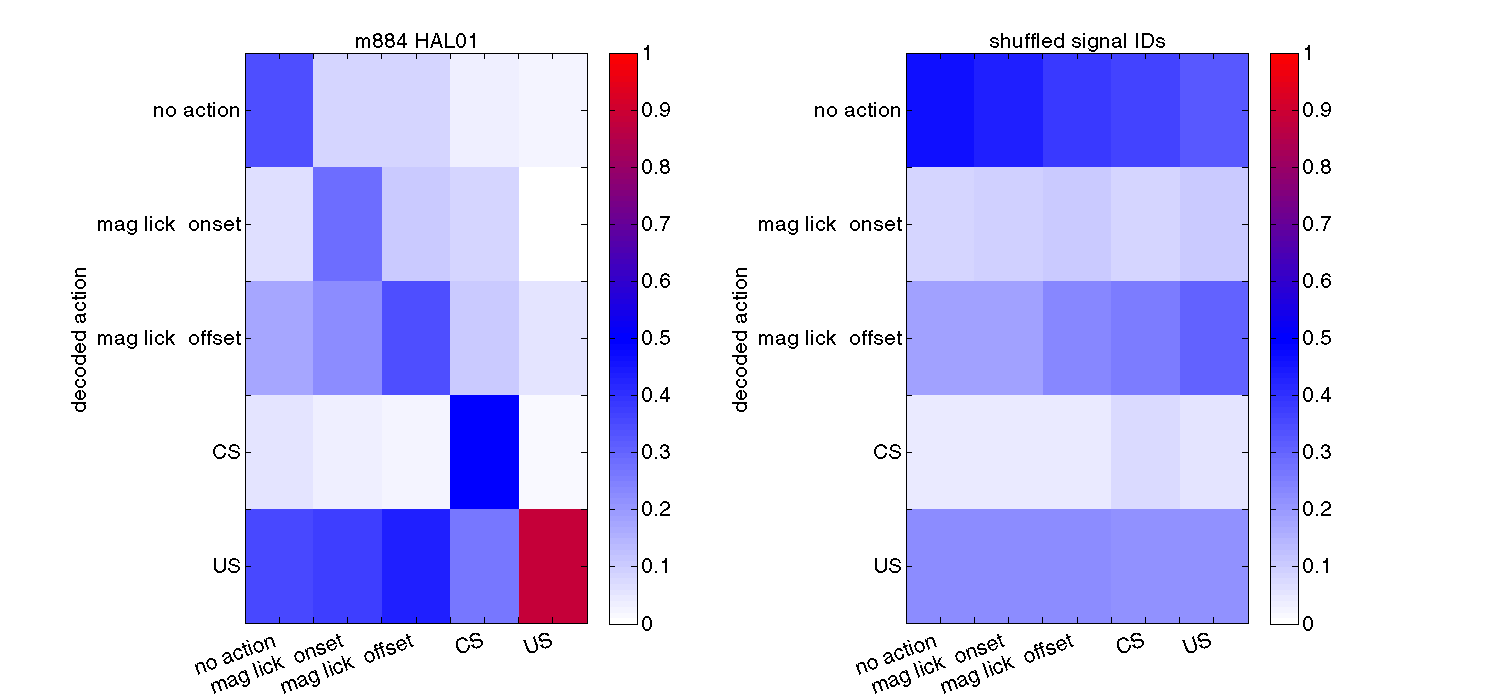 m884 HAL01
no action
mag lick  onset
mag lick  offset
CS
US
decoded action
no action
mag lick  onset
mag lick  offset
CS
US
1
0.9
0.8
0.7
0.6
0.5
0.4
0.3
0.2
0.1
0
shuffled signal IDs
no action
mag lick  onset
mag lick  offset
CS
US
decoded action
no action
mag lick  onset
mag lick  offset
CS
US
1
0.9
0.8
0.7
0.6
0.5
0.4
0.3
0.2
0.1
0